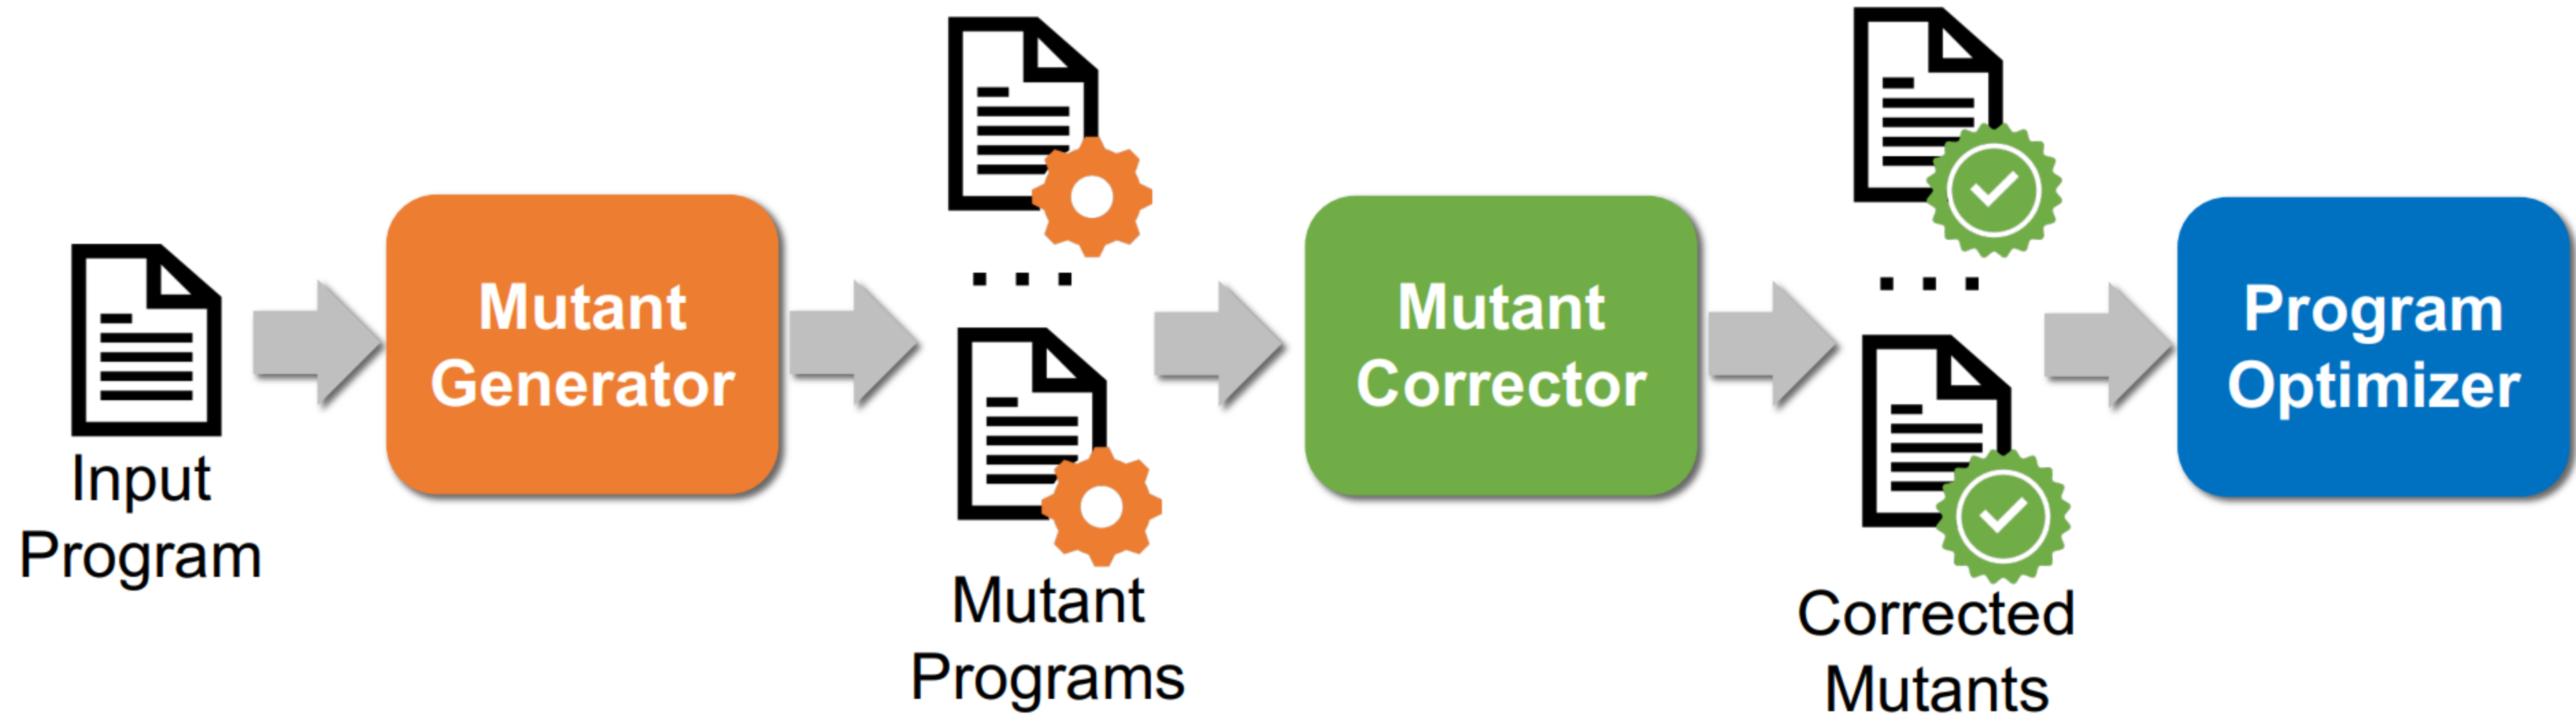 Input
Program
Mutant
Generator
. . .
Mutant
Programs
Mutant
Corrector
. . .
Corrected
Mutants
Program
Optimizer